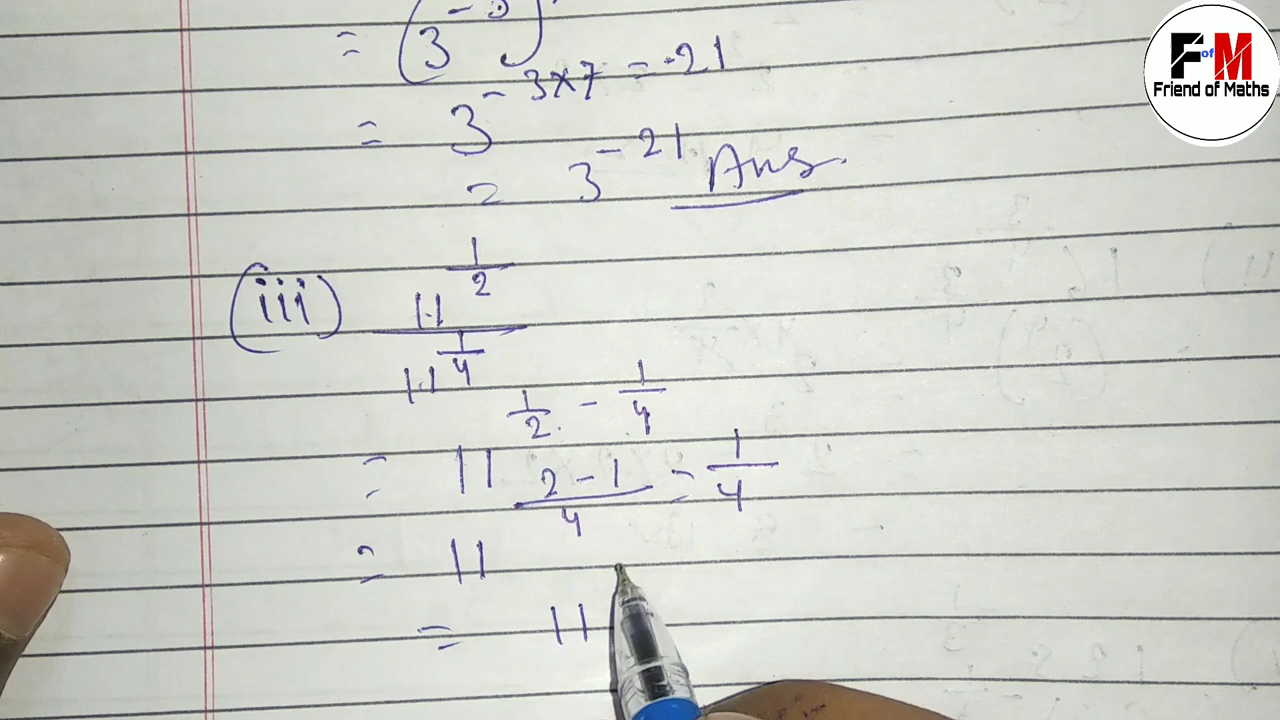 FofM
Friend of Maths
= (3^-3)
= 3^-3×7 = -21
= 3^-21 Ans.
(iii) 11^1/2 / 11^1/4
= 11^1/2 - 1/4
= 11^2-1/4 = 1/4
= 11